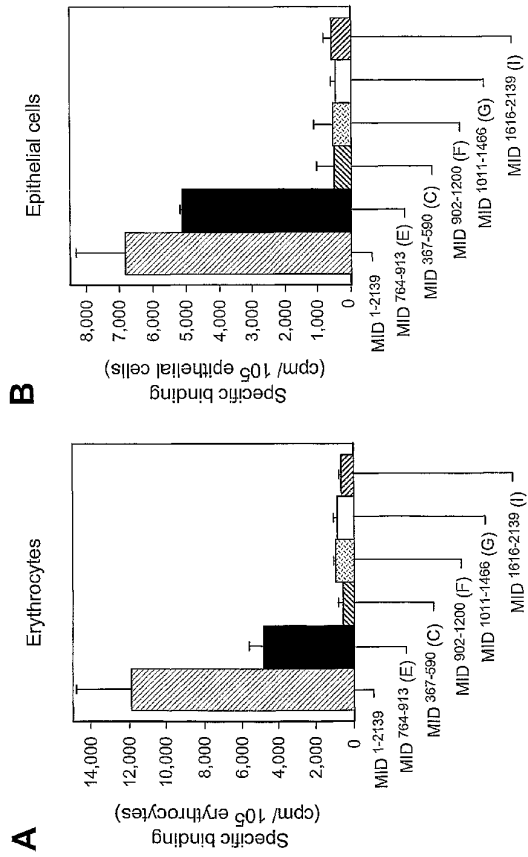 A
Erythrocytes
Specific binding
(cpm/ 10⁵ erythrocytes)
14,000
12,000
10,000
8,000
6,000
4,000
2,000
0
MID 1-2139
MID 764-913 (E)
MID 367-590 (C)
MID 902-1200 (F)
MID 1011-1466 (G)
MID 1616-2139 (I)
B
Epithelial cells
Specific binding
(cpm/ 10⁵ epithelial cells)
8,000
7,000
6,000
5,000
4,000
3,000
2,000
1,000
0
MID 1-2139
MID 764-913 (E)
MID 367-590 (C)
MID 902-1200 (F)
MID 1011-1466 (G)
MID 1616-2139 (I)